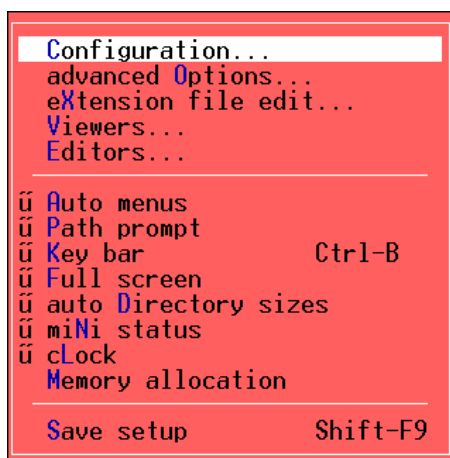 Configuration...
advanced Options...
eXtension file edit...
Viewers...
Editors...
ű Auto menus
ű Path prompt
ű Key bar Ctrl-B
ű Full screen
ű auto Directory sizes
ű miNi status
ű cLock
Memory allocation
Save setup Shift-F9